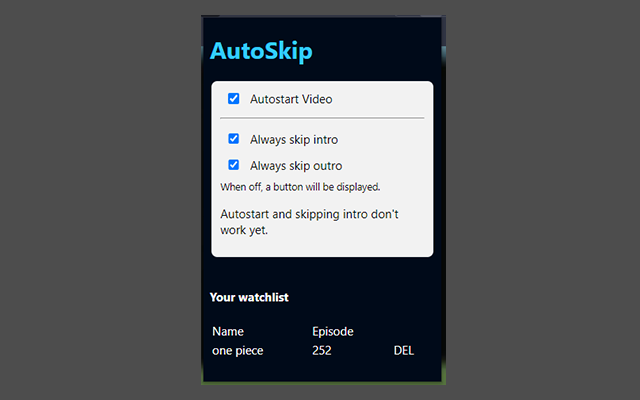 AutoSkip
Autostart Video
Always skip intro
Always skip outro
When off, a button will be displayed.
Autostart and skipping intro don't
work yet.
Your watchlist
Name Episode
one piece 252 DEL